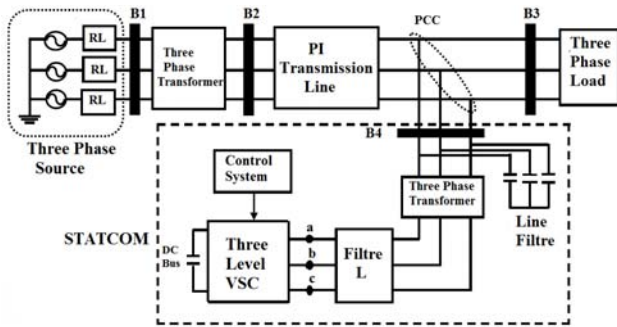 B1
B2
PCC
B3
RL
RL
RL
Three
Phase
Transformer
PI
Transmission
Line
Three
Phase
Load
Three Phase
Source
B4
Control
System
Three Phase
Transformer
Line
Filtre
STATCOM
DC
Bus
Three
Level
VSC
a
b
c
Filtre
L